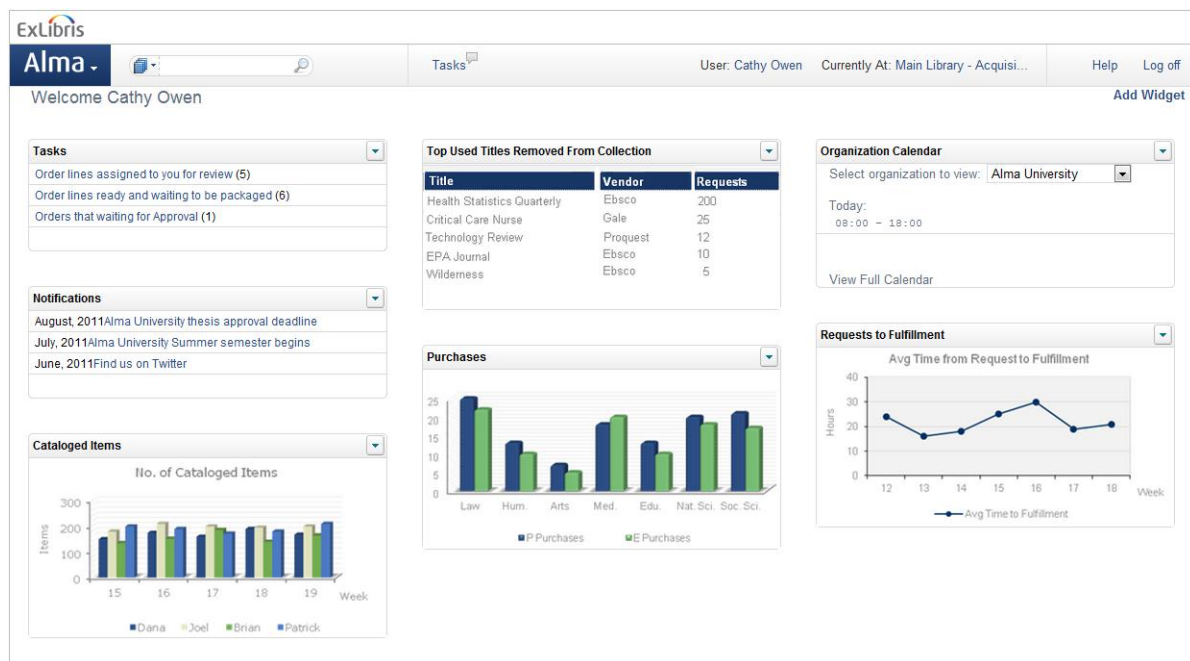 ExLibris
Alma
Tasks
User: Cathy Owen Currently At: Main Library - Acquisi...
Help Log off
Welcome Cathy Owen
Add Widget
Tasks
Order lines assigned to you for review (5)
Order lines ready and waiting to be packaged (6)
Orders that waiting for Approval (1)
Notifications
August, 2011Alma University thesis approval deadline
July, 2011Alma University Summer semester begins
June, 2011Find us on Twitter
Cataloged Items
No. of Cataloged Items
300
200
100
0
Items
15 16 17 18 19 Week
Dana Joel Brian Patrick
Top Used Titles Removed From Collection
Title Vendor Requests
Health Statistics Quarterly Ebsco 200
Critical Care Nurse Gale 25
Technology Review Proquest 12
EPA Journal Ebsco 10
Wilderness Ebsco 5
Purchases
25
20
15
10
5
0
Law Hum. Arts Med. Edu. Nat. Sci. Soc. Sci.
P Purchases E Purchases
Organization Calendar
Select organization to view: Alma University
Today:
08:00 - 18:00
View Full Calendar
Requests to Fulfillment
Avg Time from Request to Fulfillment
40
30
20
10
0
Hours
12 13 14 15 16 17 18 Week
Avg Time to Fulfillment